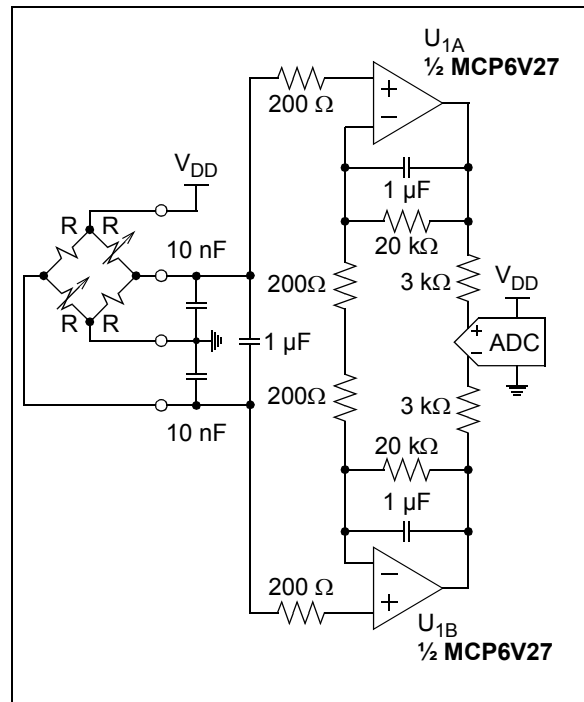 U1A
½ MCP6V27
200 Ω
VDD
1 µF
R R
20 kΩ
10 nF
200Ω
3 kΩ
VDD
+
−
+
−
ADC
1 µF
R R
200Ω
3 kΩ
10 nF
20 kΩ
1 µF
200 Ω
−
+
U1B
½ MCP6V27